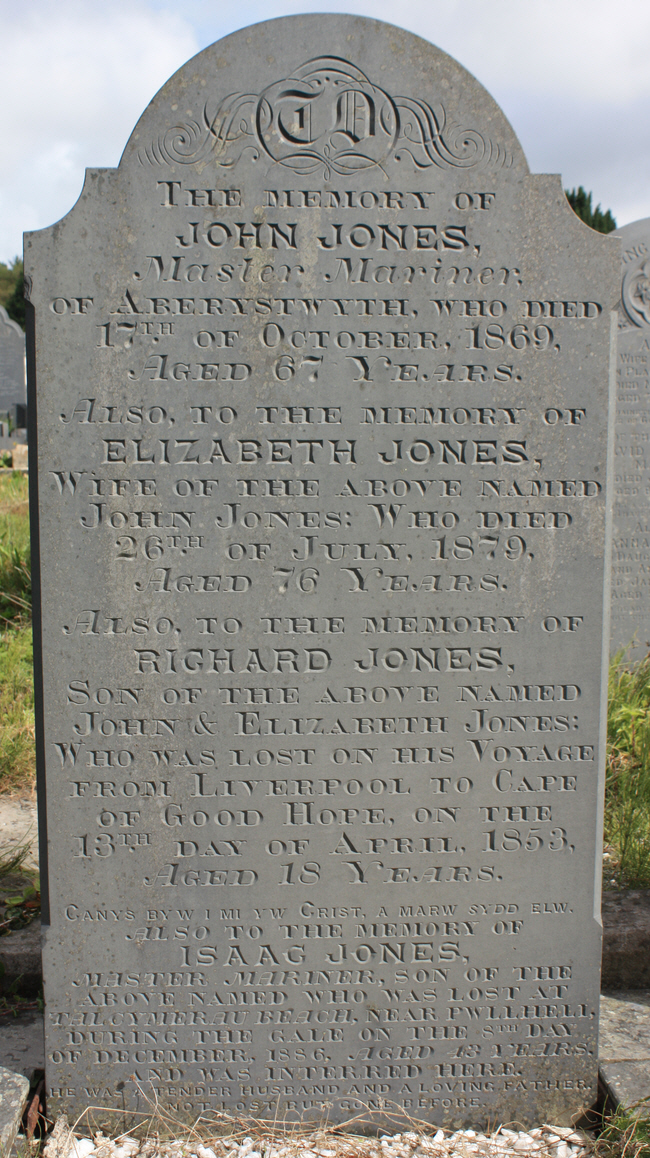 The memory of
JOHN JONES,
Master Mariner,
of Aberystwyth, who died
17TH of October, 1869,
Aged 67 Years.
Also, to the memory of
ELIZABETH JONES,
Wife of the above named
John Jones: Who died
26TH of July, 1879,
Aged 76 Years.
Also, to the memory of
RICHARD JONES,
Son of the above named
John & Elizabeth Jones:
Who was lost on his Voyage
from Liverpool to Cape
of Good Hope, on the
13TH day of April, 1853,
Aged 18 Years.
Canys byw i mi yw Crist, a marw sydd elw.
Also to the memory of
ISAAC JONES,
Master Mariner, son of the
above named who was lost at
Talcymerau Beach, near Pwllheli,
during the gale on the 8TH day
of December, 1886, aged 43 years.
and was interred here.
He was a tender husband and a loving father.
Not lost but gone before.